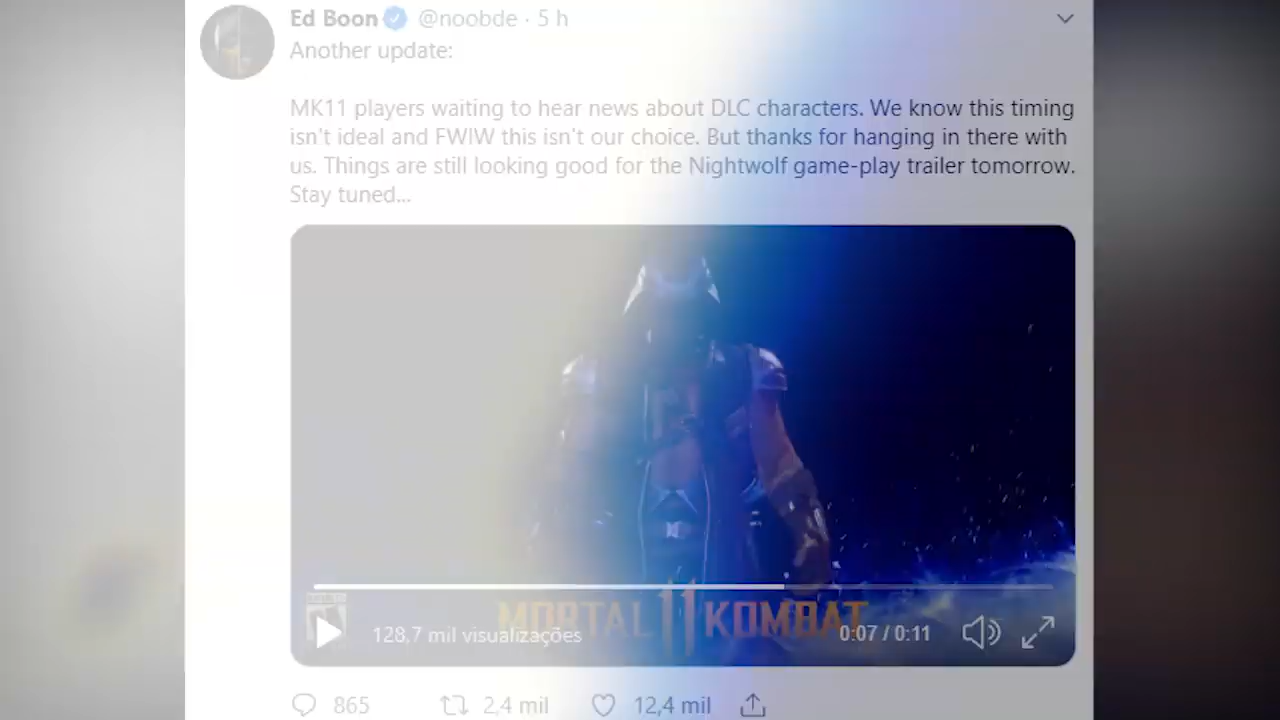 Ed Boon @noobde · 5 h
Another update:
MK11 players waiting to hear news about DLC characters. We know this timing
isn't ideal and FWIW this isn't our choice. But thanks for hanging in there with
us. Things are still looking good for the Nightwolf game-play trailer tomorrow.
Stay tuned...
MORTAL 11 KOMBAT
128,7 mil visualizações
0:07 / 0:11
865 2,4 mil 12,4 mil